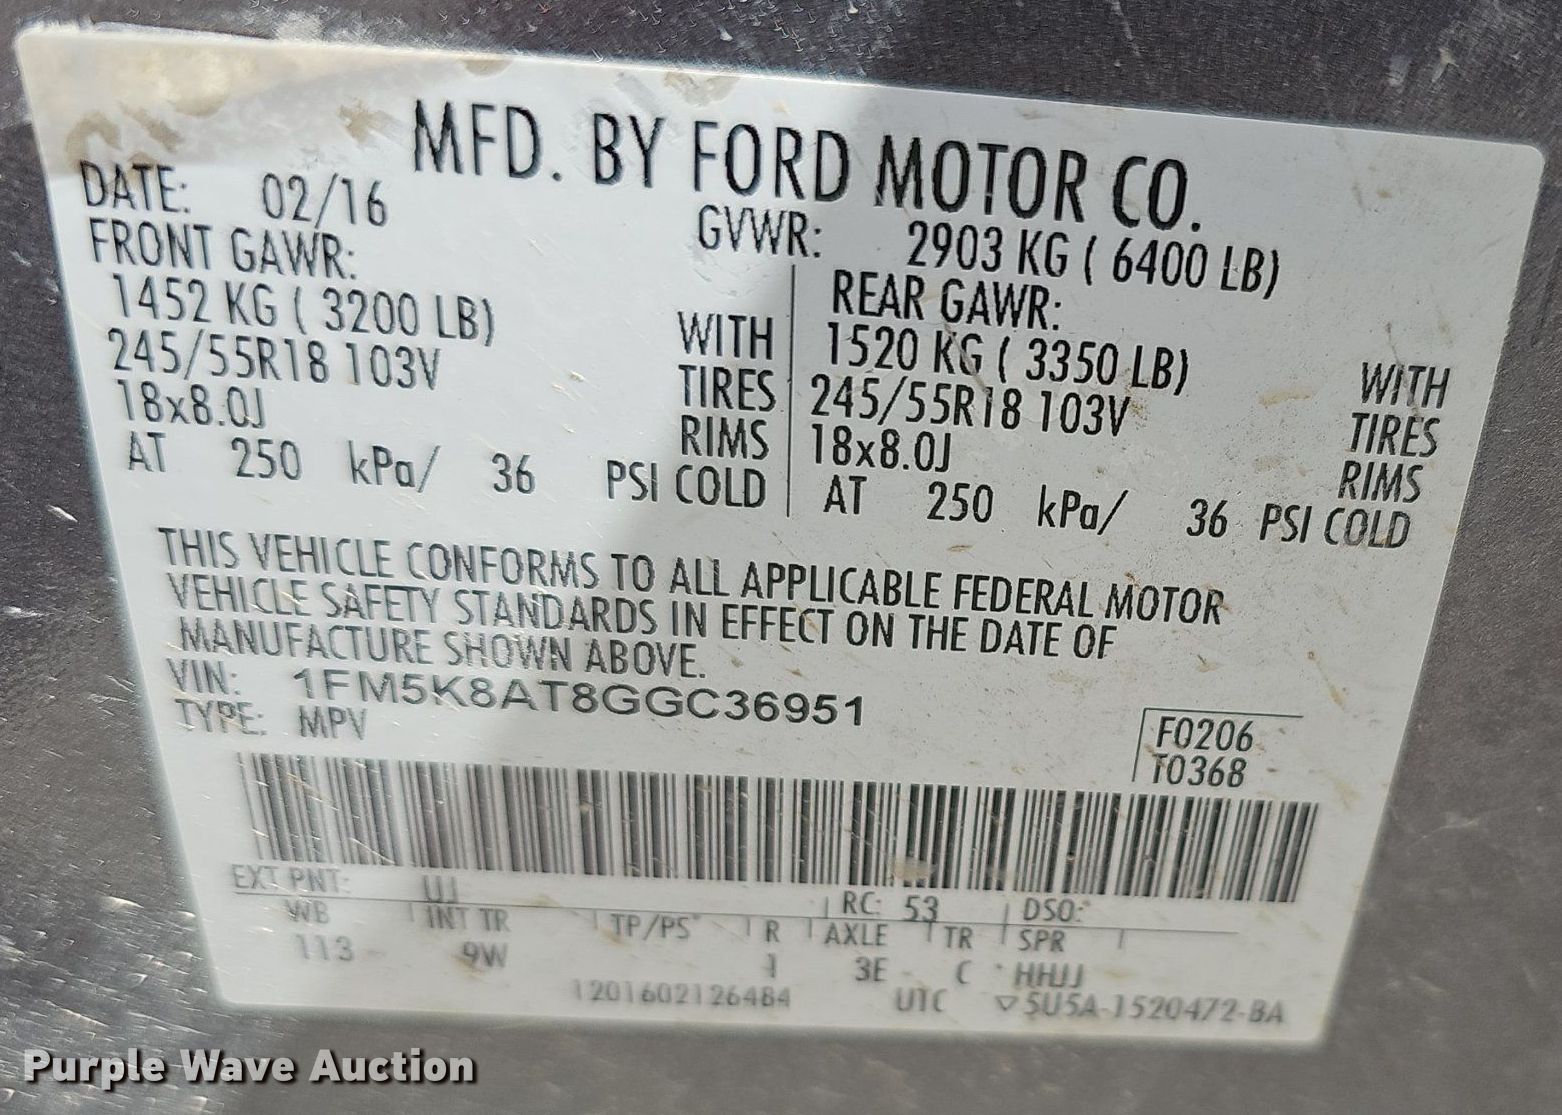 MFD. BY FORD MOTOR CO.
DATE: 02/16 GVWR: 2903 KG ( 6400 LB)
FRONT GAWR: REAR GAWR:
1452 KG ( 3200 LB) WITH 1520 KG ( 3350 LB) WITH
245/55R18 103V TIRES 245/55R18 103V TIRES
18x8.0J RIMS 18x8.0J RIMS
AT 250 kPa/ 36 PSI COLD AT 250 kPa/ 36 PSI COLD
THIS VEHICLE CONFORMS TO ALL APPLICABLE FEDERAL MOTOR
VEHICLE SAFETY STANDARDS IN EFFECT ON THE DATE OF
MANUFACTURE SHOWN ABOVE.
VIN: 1FM5K8AT8GGC36951
TYPE: MPV
F0206
T0368
EXT PNT: UJ RC: 53 DSO:
WB INT TR TP/PS R AXLE TR SPR
113 9W 1 3E C HHJJ
1201602126484 UTC ▽5U5A-1520472-BA
Purple Wave Auction